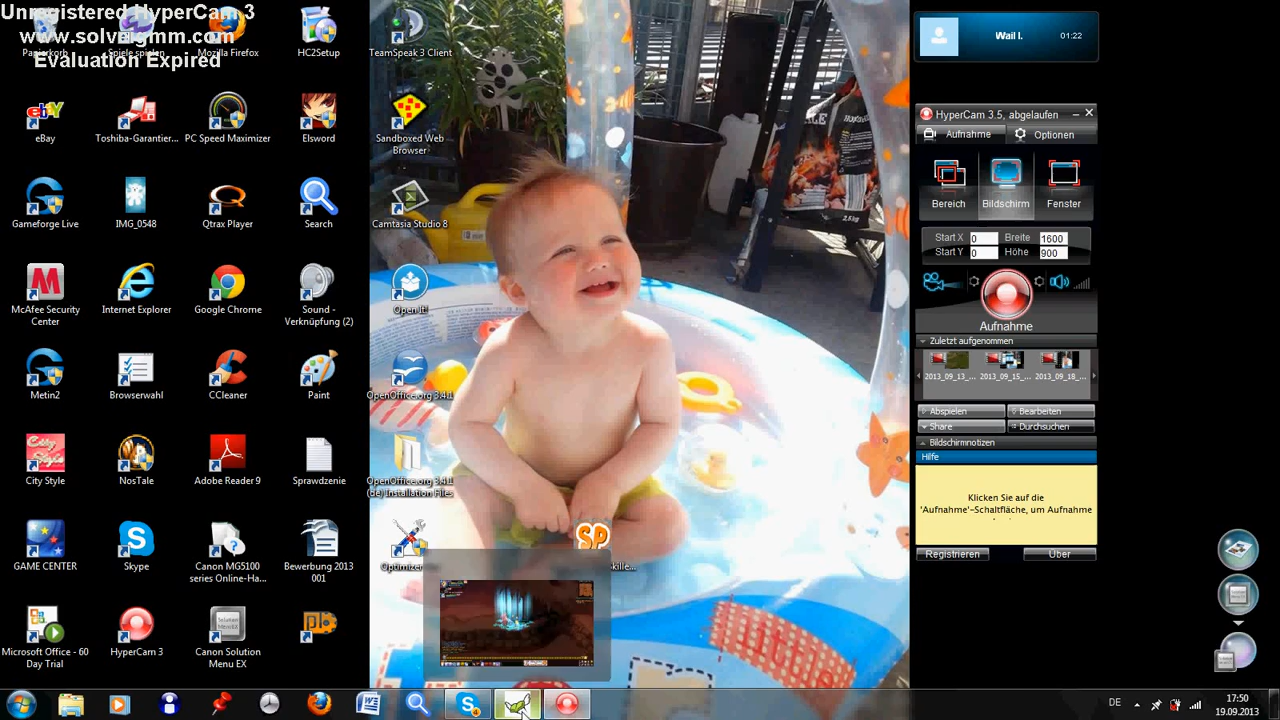 Unregistered HyperCam 3
www.solveigmm.com
Evaluation Expired
Papierkorb
Spiele spielen
Mozilla Firefox
HC2Setup
TeamSpeak 3 Client
eBay
Toshiba-Garantier...
PC Speed Maximizer
Elsword
Sandboxed Web
Browser
Gameforge Live
IMG_0548
Qtrax Player
Search
Camtasia Studio 8
McAfee Security
Center
Internet Explorer
Google Chrome
Sound -
Verknüpfung (2)
Open It!
Metin2
Browserwahl
CCleaner
Paint
OpenOffice.org 3.4.1
City Style
NosTale
Adobe Reader 9
Sprawdzenie
OpenOffice.org 3.4.1
(de) Installation Files
GAME CENTER
Skype
Canon MG5100
series Online-Ha...
Bewerbung 2013
001
Optimizer
SP
Microsoft Office - 60
Day Trial
HyperCam 3
Canon Solution
Menu EX
Wail I.
01:22
HyperCam 3.5, abgelaufen
Aufnahme
Optionen
Bereich
Bildschirm
Fenster
Start X 0 Breite 1600
Start Y 0 Höhe 900
Aufnahme
Zuletzt aufgenommen
2013_09_13_...
2013_09_15_...
2013_09_18_...
Abspielen
Bearbeiten
Share
Durchsuchen
Bildschirmnotizen
Hilfe
Klicken Sie auf die
'Aufnahme'-Schaltfläche, um Aufnahme
Registrieren
Über
DE
17:50
19.09.2013